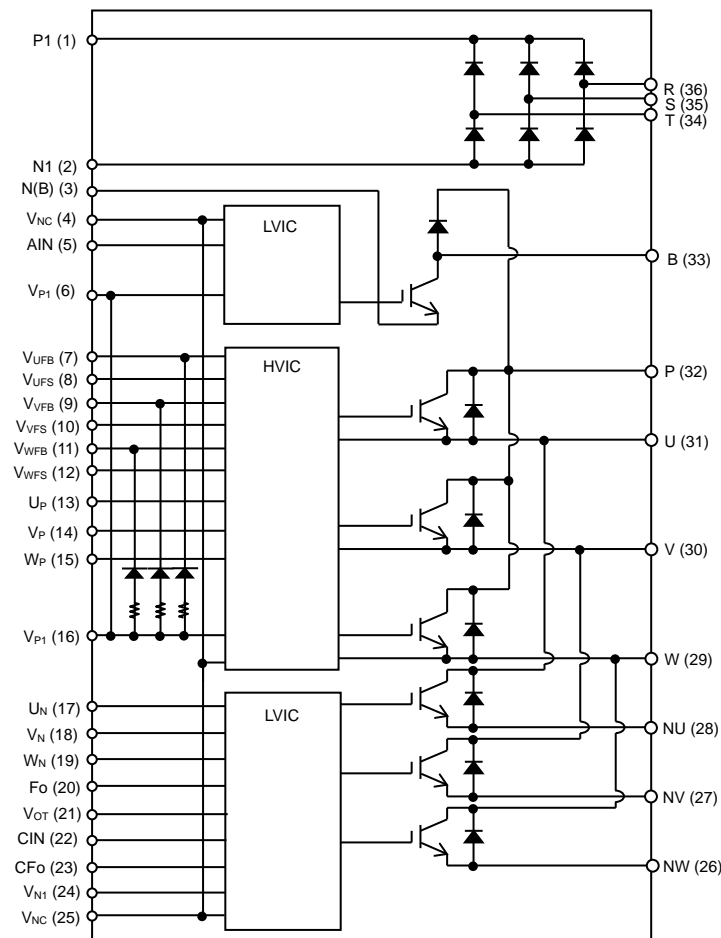 P1 (1)
N1 (2)
N(B) (3)
VNC (4)
AIN (5)
VP1 (6)
VUFB (7)
VUFS (8)
VVFB (9)
VVFS (10)
VWFB (11)
VWFS (12)
UP (13)
VP (14)
WP (15)
VP1 (16)
UN (17)
VN (18)
WN (19)
Fo (20)
VOT (21)
CIN (22)
CFo (23)
VN1 (24)
VNC (25)
LVIC
HVIC
LVIC
R (36)
S (35)
T (34)
B (33)
P (32)
U (31)
V (30)
W (29)
NU (28)
NV (27)
NW (26)